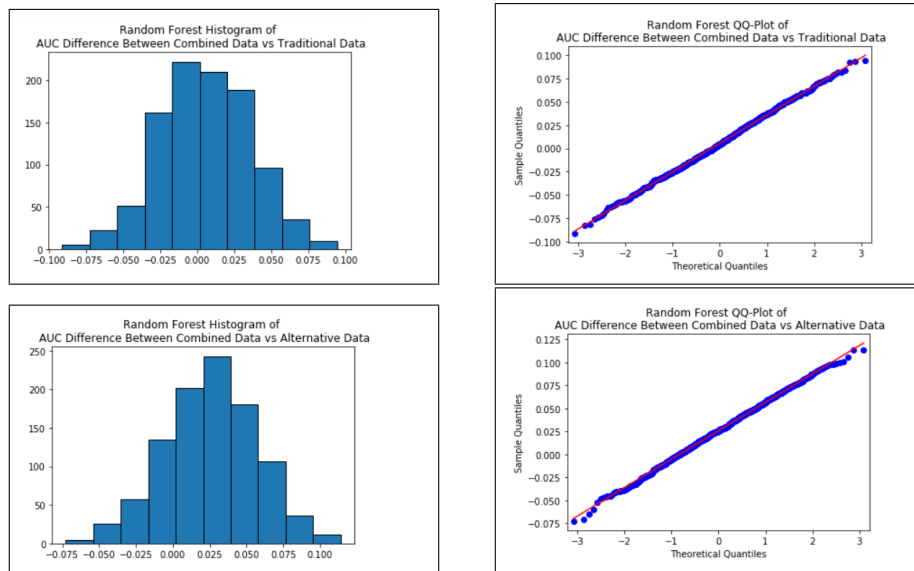 Random Forest Histogram of
AUC Difference Between Combined Data vs Traditional Data
200
150
100
50
0
−0.100 −0.075 −0.050 −0.025 0.000 0.025 0.050 0.075 0.100
Random Forest QQ-Plot of
AUC Difference Between Combined Data vs Traditional Data
0.100
0.075
0.050
0.025
0.000
−0.025
−0.050
−0.075
−0.100
Sample Quantiles
−3 −2 −1 0 1 2 3
Theoretical Quantiles
Random Forest Histogram of
AUC Difference Between Combined Data vs Alternative Data
250
200
150
100
50
0
−0.075 −0.050 −0.025 0.000 0.025 0.050 0.075 0.100
Random Forest QQ-Plot of
AUC Difference Between Combined Data vs Alternative Data
0.125
0.100
0.075
0.050
0.025
0.000
−0.025
−0.050
−0.075
Sample Quantiles
−3 −2 −1 0 1 2 3
Theoretical Quantiles